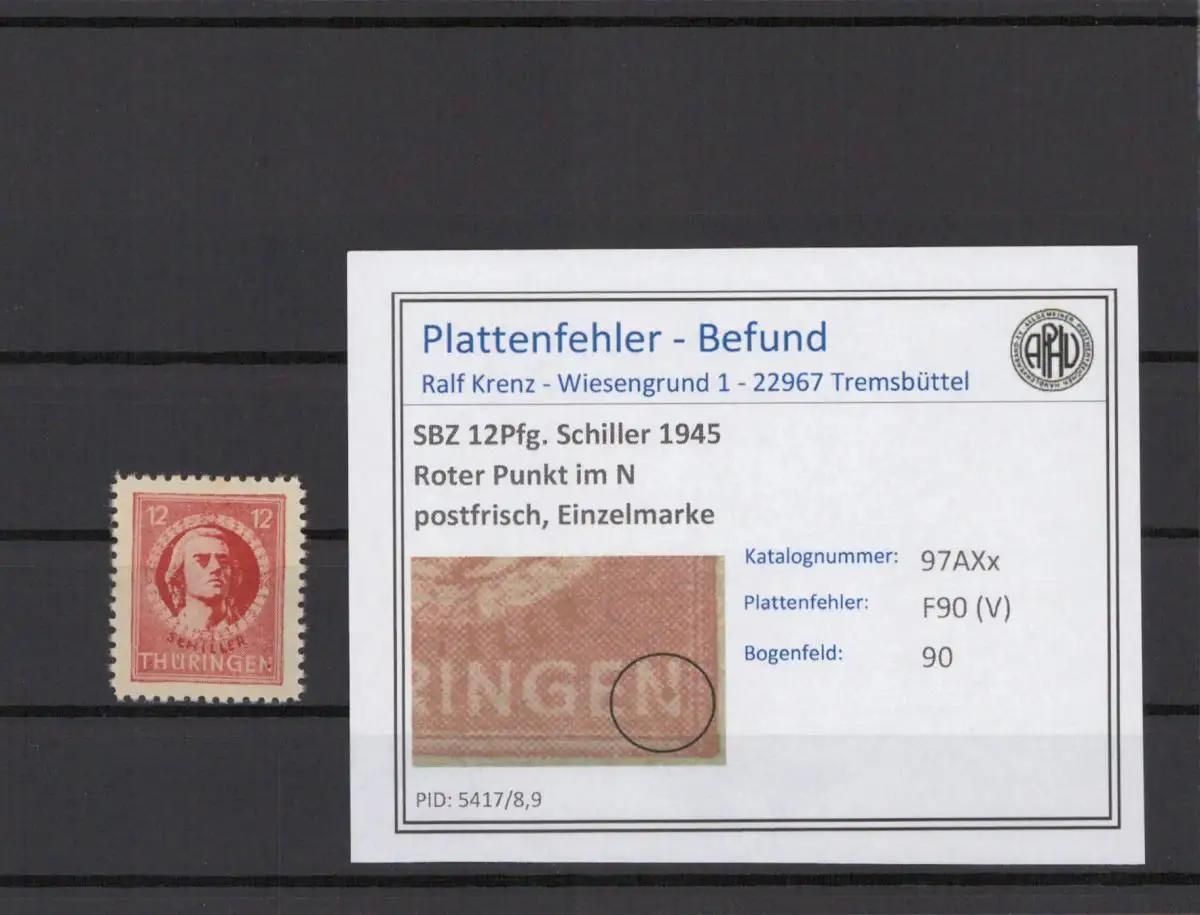 12 12
SCHILLER
THÜRINGEN
Plattenfehler - Befund
Ralf Krenz - Wiesengrund 1 - 22967 Tremsbüttel
APHV
SBZ 12Pfg. Schiller 1945
Roter Punkt im N
postfrisch, Einzelmarke
Katalognummer: 97AXx
Plattenfehler: F90 (V)
Bogenfeld: 90
RINGEN
PID: 5417/8,9